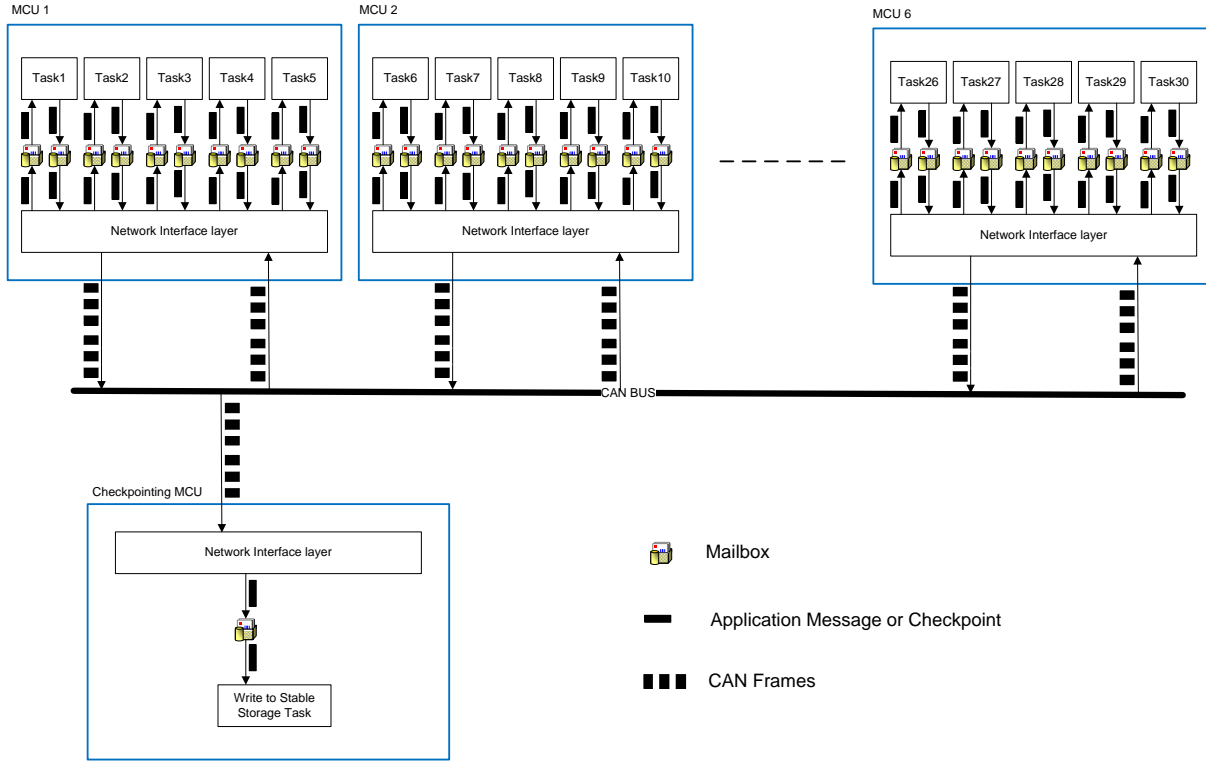 MCU 1
MCU 2
MCU 6
Task1
Task2
Task3
Task4
Task5
Task6
Task7
Task8
Task9
Task10
Task26
Task27
Task28
Task29
Task30
Network Interface layer
Network Interface layer
Network Interface layer
CAN BUS
Checkpointing MCU
Network Interface layer
Write to Stable
Storage Task
Mailbox
Application Message or Checkpoint
CAN Frames